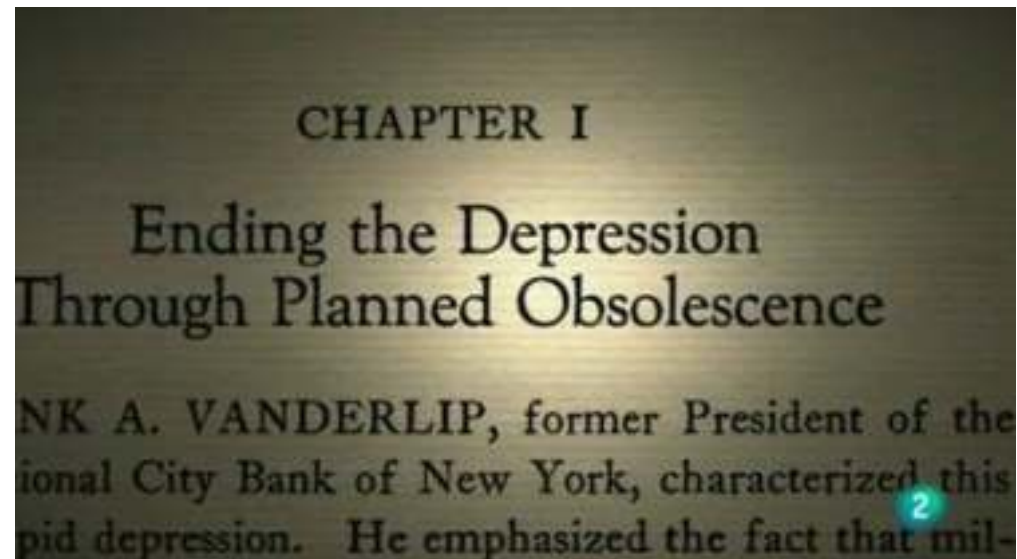 CHAPTER I
Ending the Depression
Through Planned Obsolescence
NK A. VANDERLIP, former President of the
ional City Bank of New York, characterized this
pid depression. He emphasized the fact that mil-
2